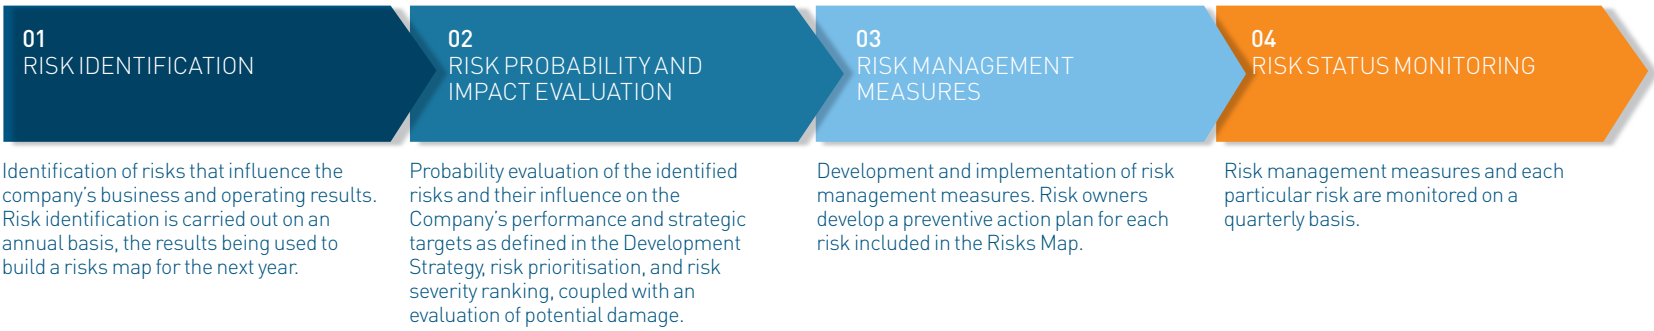 01
RISK IDENTIFICATION
Identification of risks that influence the
company's business and operating results.
Risk identification is carried out on an
annual basis, the results being used to
build a risks map for the next year.
02
RISK PROBABILITY AND
IMPACT EVALUATION
Probability evaluation of the identified
risks and their influence on the
Company's performance and strategic
targets as defined in the Development
Strategy, risk prioritisation, and risk
severity ranking, coupled with an
evaluation of potential damage.
03
RISK MANAGEMENT
MEASURES
Development and implementation of risk
management measures. Risk owners
develop a preventive action plan for each
risk included in the Risks Map.
04
RISK STATUS MONITORING
Risk management measures and each
particular risk are monitored on a
quarterly basis.